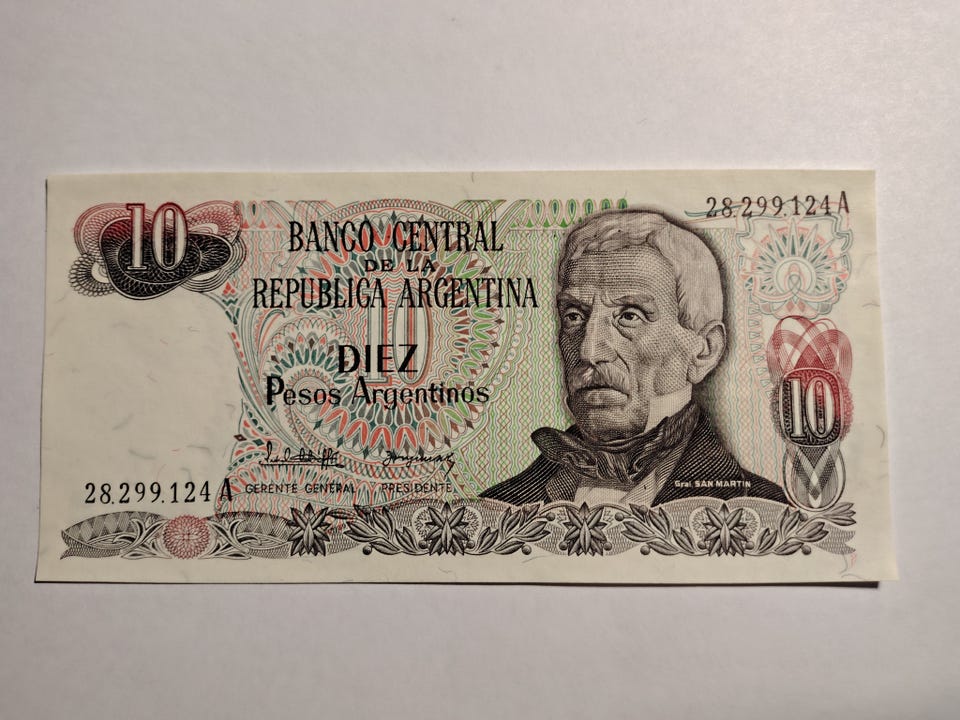 10
28.299.124 A
BANCO CENTRAL
DE LA
REPUBLICA ARGENTINA
10
DIEZ
Pesos Argentinos
10
28.299.124 A
GERENTE GENERAL PRESIDENTE
Gral. SAN MARTIN